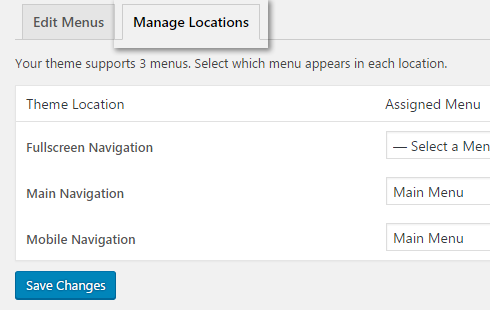 Edit Menus Manage Locations
Your theme supports 3 menus. Select which menu appears in each location.
Theme Location Assigned Menu
Fullscreen Navigation — Select a Men
Main Navigation Main Menu
Mobile Navigation Main Menu
Save Changes